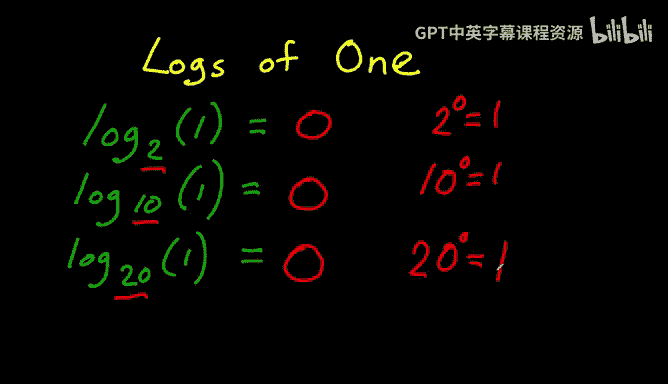 GPT中英字幕课程资源 bilibili
Logs of One
log₂(1) = 0 2⁰=1
log₁₀(1) = 0 10⁰=1
log₂₀(1) = 0 20⁰=1